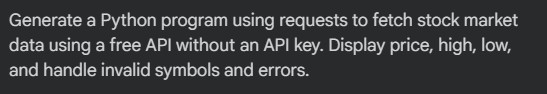 Generate a Python program using requests to fetch stock market
data using a free API without an API key. Display price, high, low,
and handle invalid symbols and errors.